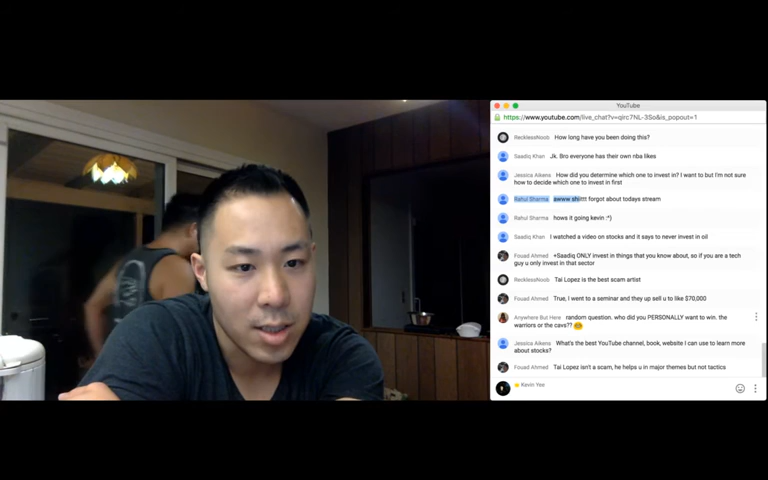 YouTube
https://www.youtube.com/live_chat?v=qirc7NL-3So&is_popout=1
RecklessNoob How long have you been doing this?
Saadiq Khan Jk. Bro everyone has their own nba likes
Jessica Aikens How did you determine which one to invest in? I want to but I'm not sure
how to decide which one to invest in first
Rahul Sharma awww shiittt forgot about todays stream
Rahul Sharma hows it going kevin :*)
Saadiq Khan I watched a video on stocks and it says to never invest in oil
Fouad Ahmed +Saadiq ONLY invest in things that you know about, so if you are a tech
guy u only invest in that sector
RecklessNoob Tai Lopez is the best scam artist
Fouad Ahmed True, I went to a seminar and they up sell u to like $70,000
Anywhere But Here random question. who did you PERSONALLY want to win. the
warriors or the cavs??
Jessica Aikens What's the best YouTube channel, book, website I can use to learn more
about stocks?
Fouad Ahmed Tai Lopez isn't a scam, he helps u in major themes but not tactics
Kevin Yee